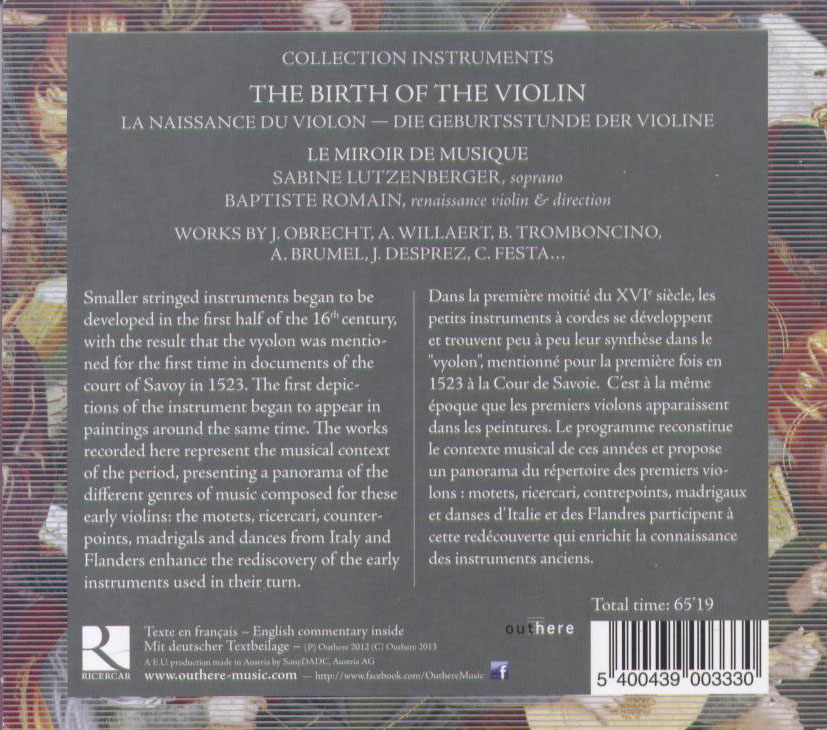 COLLECTION INSTRUMENTS
THE BIRTH OF THE VIOLIN
LA NAISSANCE DU VIOLON — DIE GEBURTSSTUNDE DER VIOLINE
LE MIROIR DE MUSIQUE
SABINE LUTZENBERGER, soprano
BAPTISTE ROMAIN, renaissance violin & direction
WORKS BY J. OBRECHT, A. WILLAERT, B. TROMBONCINO,
A. BRUMEL, J. DESPREZ, C. FESTA...
Smaller stringed instruments began to be
developed in the first half of the 16th century,
with the result that the vyolon was mentio-
ned for the first time in documents of the
court of Savoy in 1523. The first depic-
tions of the instrument began to appear in
paintings around the same time. The works
recorded here represent the musical context
of the period, presenting a panorama of the
different genres of music composed for these
early violins: the motets, ricercari, counter-
points, madrigals and dances from Italy and
Flanders enhance the rediscovery of the early
instruments used in their turn.
Dans la première moitié du XVIe siècle, les
petits instruments à cordes se développent
et trouvent peu à peu leur synthèse dans le
"vyolon", mentionné pour la première fois en
1523 à la Cour de Savoie. C'est à la même
époque que les premiers violons apparaissent
dans les peintures. Le programme reconstitue
le contexte musical de ces années et propose
un panorama du répertoire des premiers vio-
lons : motets, ricercari, contrepoints, madrigaux
et danses d'Italie et des Flandres participent à
cette redécouverte qui enrichit la connaissance
des instruments anciens.
Total time: 65'19
RICERCAR
Texte en français – English commentary inside
Mit deutscher Textbeilage – (P) Outhere 2012 (C) Outhere 2013
A E.U. production made in Austria by SonyDADC, Austria AG
www.outhere-music.com — http://www.facebook.com/OuthereMusic
f
outhere
5 400439 003330